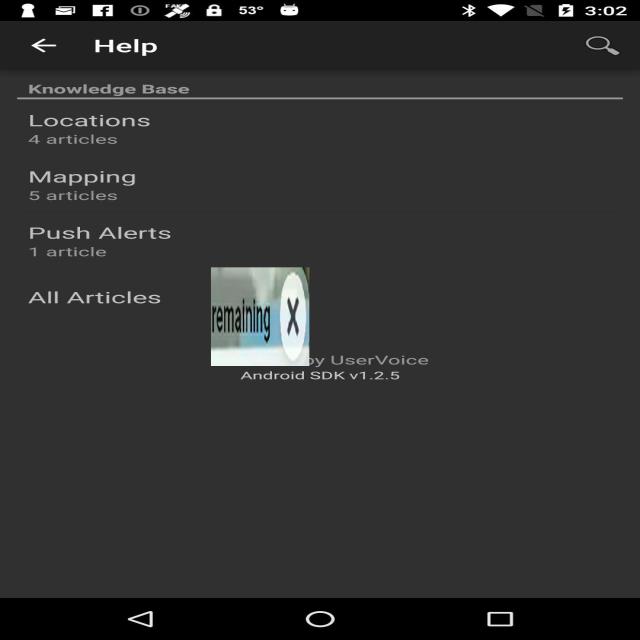 53° 3:02
Help
Knowledge Base
Locations
4 articles
Mapping
5 articles
Push Alerts
1 article
All Articles
remaining X
by UserVoice
Android SDK v1.2.5